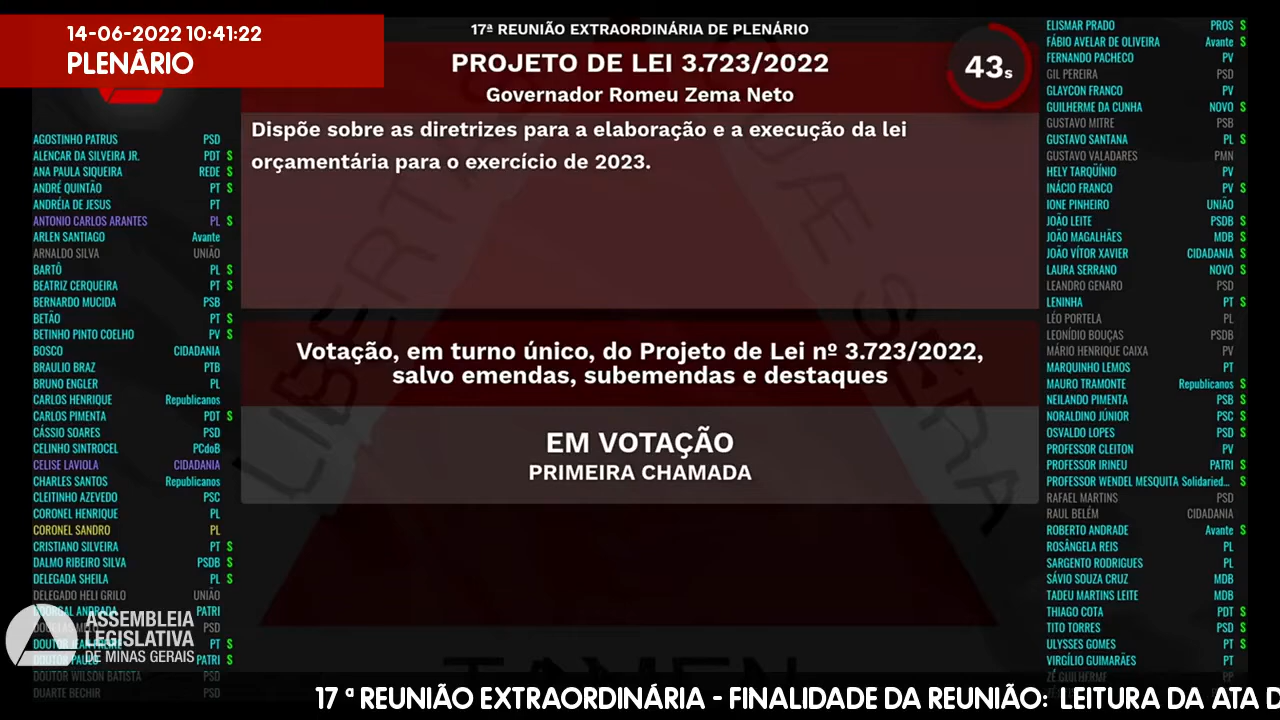 14-06-2022 10:41:22
PLENÁRIO
17ª REUNIÃO EXTRAORDINÁRIA DE PLENÁRIO
PROJETO DE LEI 3.723/2022
Governador Romeu Zema Neto
43s
Dispõe sobre as diretrizes para a elaboração e a execução da lei
orçamentária para o exercício de 2023.
Votação, em turno único, do Projeto de Lei nº 3.723/2022,
salvo emendas, subemendas e destaques
EM VOTAÇÃO
PRIMEIRA CHAMADA
AGOSTINHO PATRUS PSD
ALENCAR DA SILVEIRA JR. PDT S
ANA PAULA SIQUEIRA REDE S
ANDRÉ QUINTÃO PT S
ANDRÉIA DE JESUS PT
ANTONIO CARLOS ARANTES PL S
ARLEN SANTIAGO Avante
ARNALDO SILVA UNIÃO
BARTÔ PL S
BEATRIZ CERQUEIRA PT S
BERNARDO MUCIDA PSB
BETÃO PT S
BETINHO PINTO COELHO PV S
BOSCO CIDADANIA
BRAULIO BRAZ PTB
BRUNO ENGLER PL
CARLOS HENRIQUE Republicanos
CARLOS PIMENTA PDT S
CÁSSIO SOARES PSD
CELINHO SINTROCEL PCdoB
CELISE LAVIOLA CIDADANIA
CHARLES SANTOS Republicanos
CLEITINHO AZEVEDO PSC
CORONEL HENRIQUE PL
CORONEL SANDRO PL
CRISTIANO SILVEIRA PT S
DALMO RIBEIRO SILVA PSDB S
DELEGADA SHEILA PL S
DELEGADO HELI GRILO UNIÃO
ANDRADA PATRI
PSD
DOUTOR JEAN FREIRE PT S
DOUTOR PAULO PATRI S
DOUTOR WILSON BATISTA PSD
DUARTE BECHIR PSD
ELISMAR PRADO PROS S
FÁBIO AVELAR DE OLIVEIRA Avante S
FERNANDO PACHECO PV
GIL PEREIRA PSD
GLAYCON FRANCO PV
GUILHERME DA CUNHA NOVO S
GUSTAVO MITRE PSB
GUSTAVO SANTANA PL S
GUSTAVO VALADARES PMN
HELY TARQÜÍNIO PV
INÁCIO FRANCO PV S
IONE PINHEIRO UNIÃO
JOÃO LEITE PSDB S
JOÃO MAGALHÃES MDB S
JOÃO VÍTOR XAVIER CIDADANIA S
LAURA SERRANO NOVO S
LEANDRO GENARO PSD
LENINHA PT S
LÉO PORTELA PL
LEONÍDIO BOUÇAS PSDB
MÁRIO HENRIQUE CAIXA PV
MARQUINHO LEMOS PT
MAURO TRAMONTE Republicanos S
NEILANDO PIMENTA PSB S
NORALDINO JÚNIOR PSC S
OSVALDO LOPES PSD S
PROFESSOR CLEITON PV
PROFESSOR IRINEU PATRI S
PROFESSOR WENDEL MESQUITA Solidaried... S
RAFAEL MARTINS PSD
RAUL BELÉM CIDADANIA
ROBERTO ANDRADE Avante S
ROSÂNGELA REIS PL
SARGENTO RODRIGUES PL
SÁVIO SOUZA CRUZ MDB
TADEU MARTINS LEITE MDB
THIAGO COTA PDT S
TITO TORRES PSD S
ULYSSES GOMES PT S
VIRGÍLIO GUIMARÃES PT
ZÉ GUILHERME PP
ASSEMBLEIA
LEGISLATIVA
DE MINAS GERAIS
17 ª REUNIÃO EXTRAORDINÁRIA - FINALIDADE DA REUNIÃO: LEITURA DA ATA D